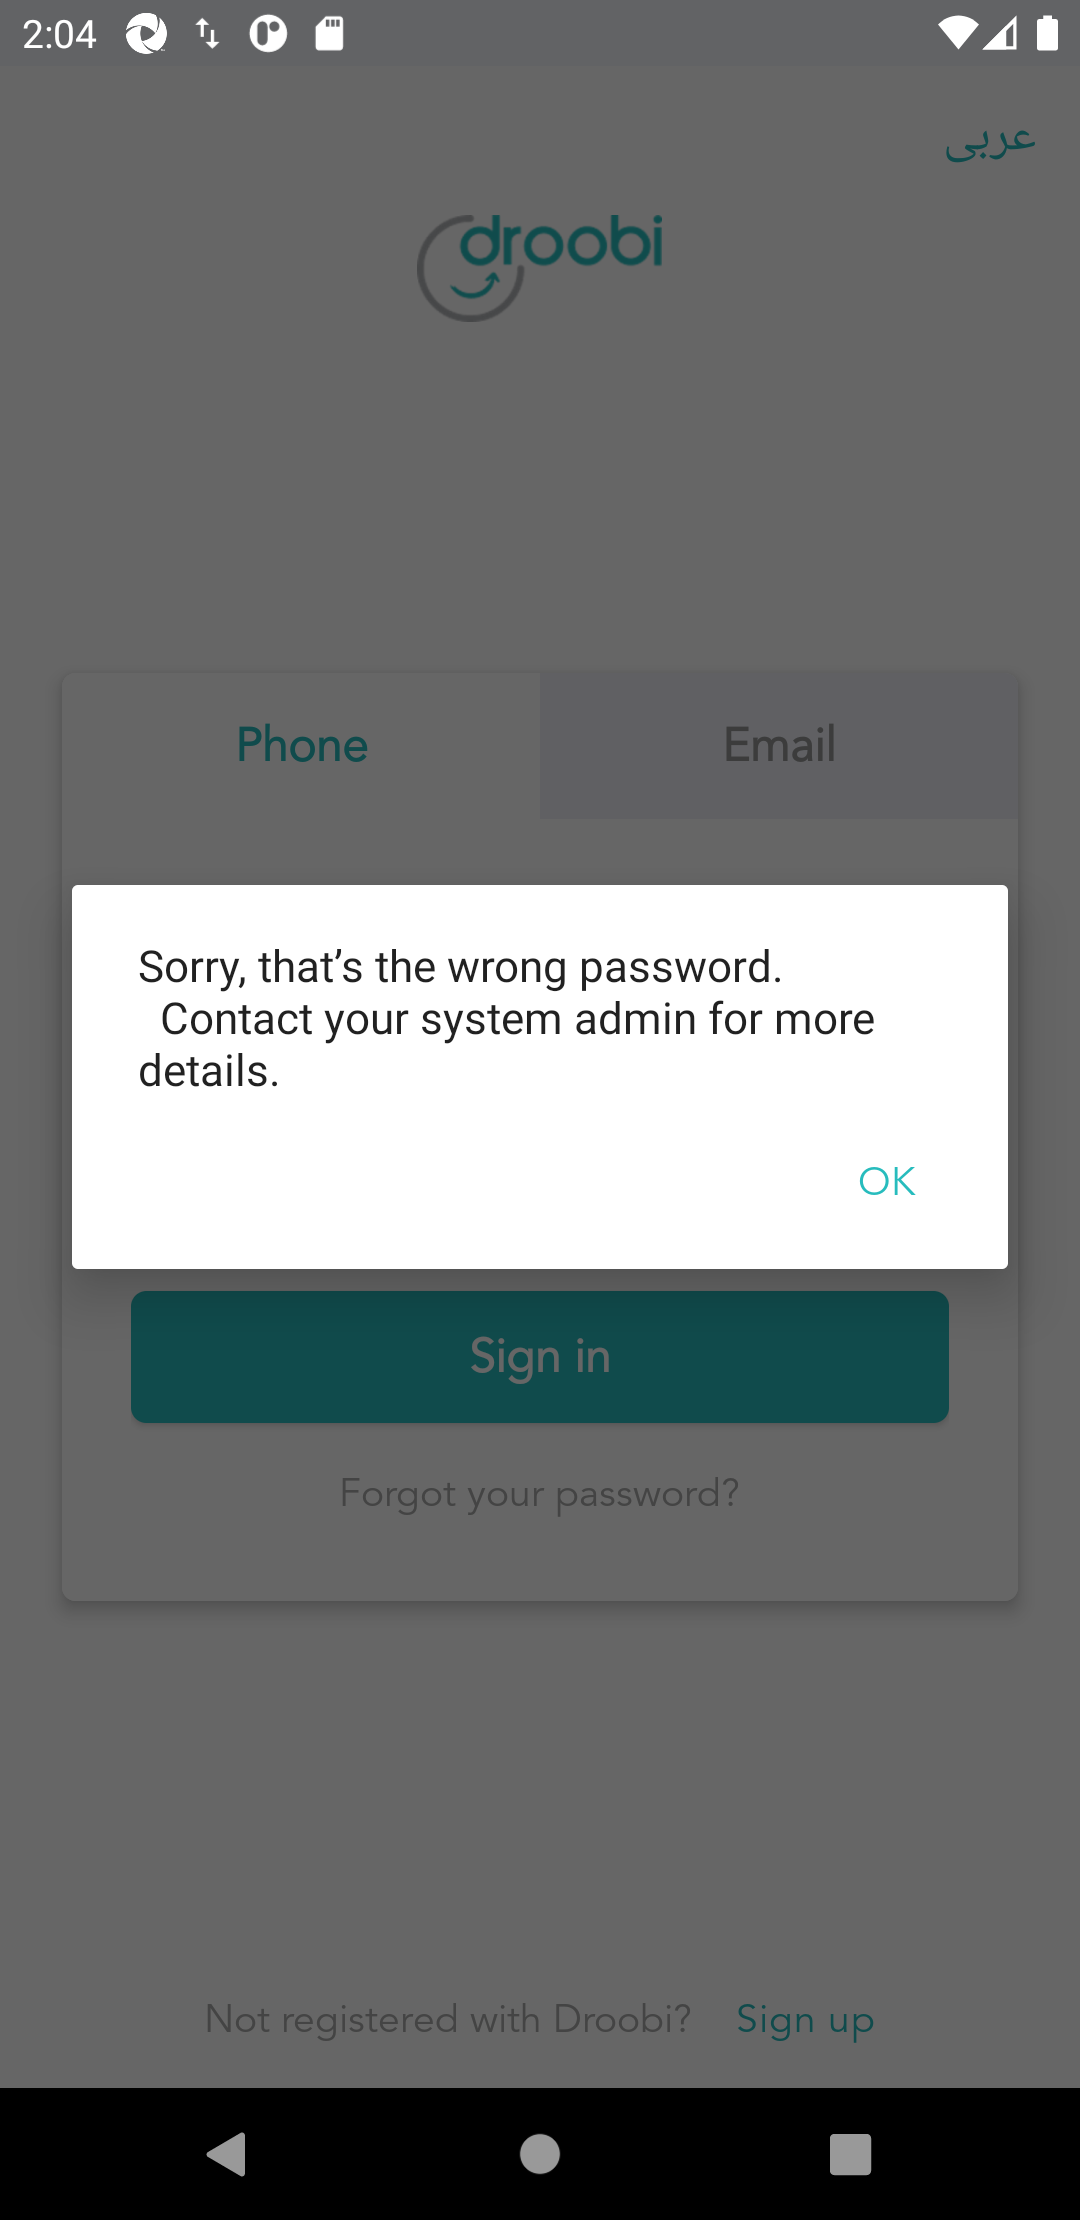 2:04
عربى
droobi
Phone
Email
Sorry, that’s the wrong password.
Contact your system admin for more
details.
OK
Sign in
Forgot your password?
Not registered with Droobi? Sign up